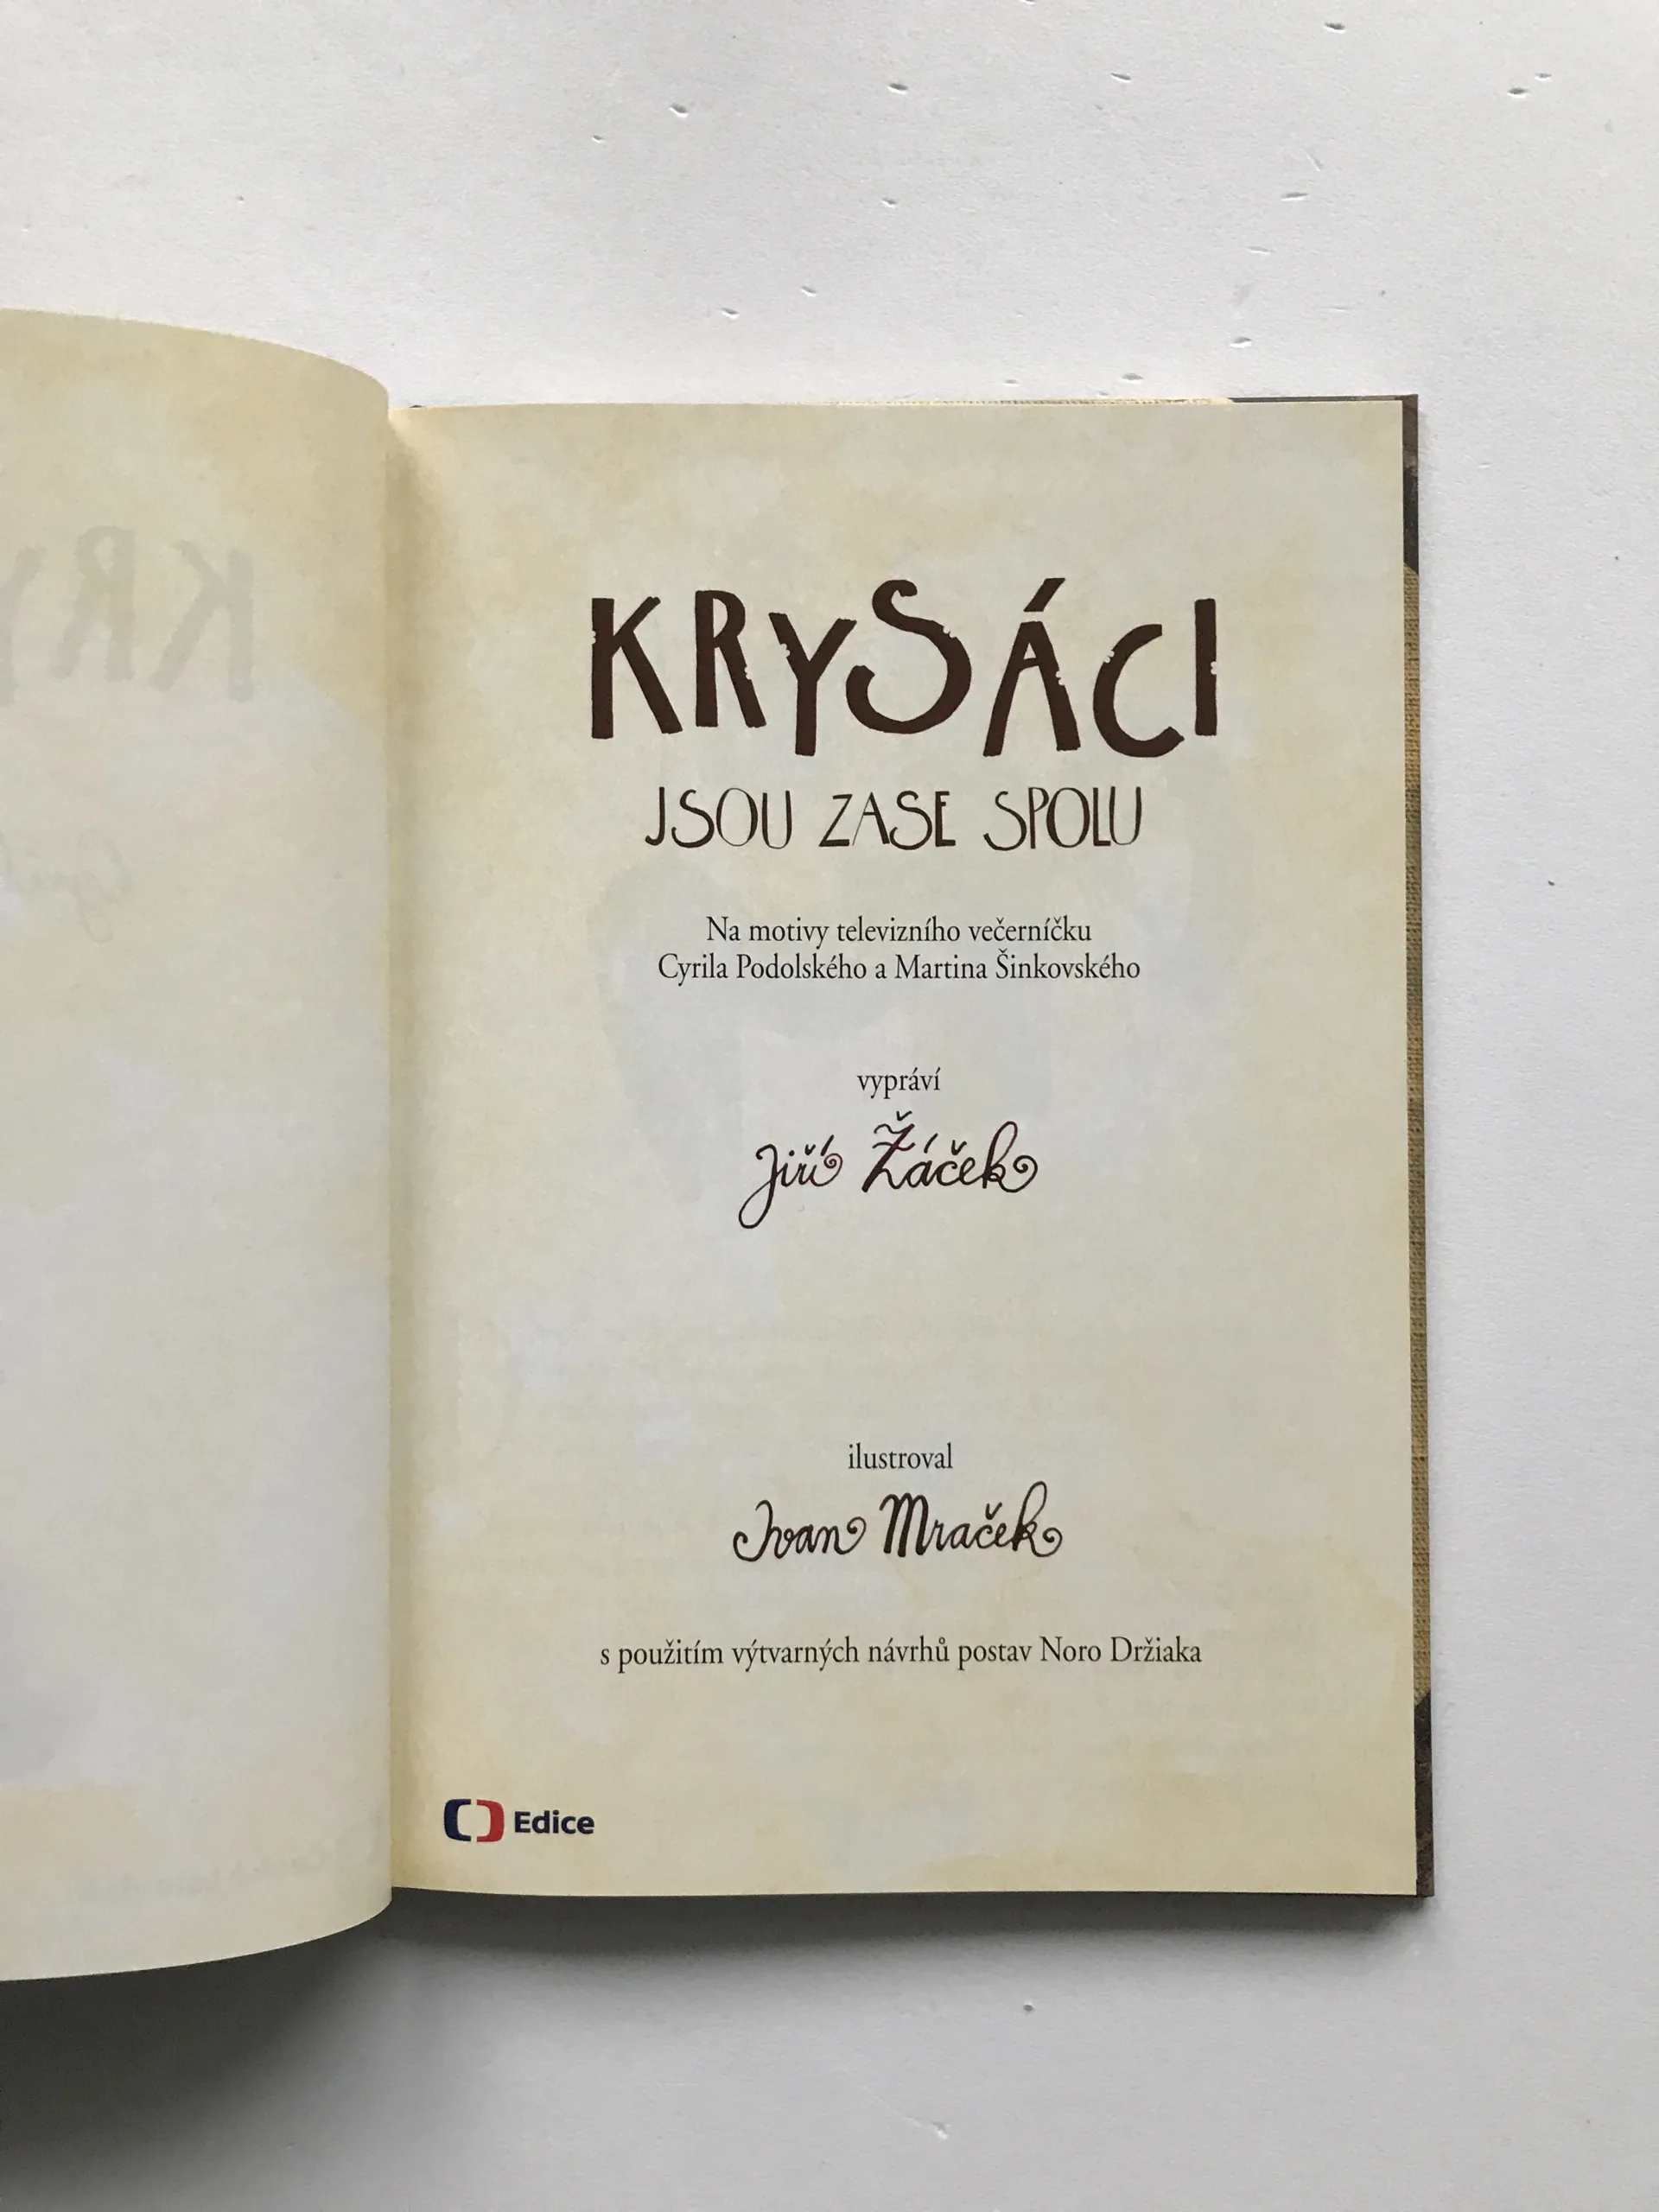 KRYSÁCI
JSOU ZASE SPOLU
Na motivy televizního večerníčku
Cyrila Podolského a Martina Šinkovského
vypráví
Jiří Žáček
ilustroval
Ivan Mraček
s použitím výtvarných návrhů postav Noro Držiaka
Edice